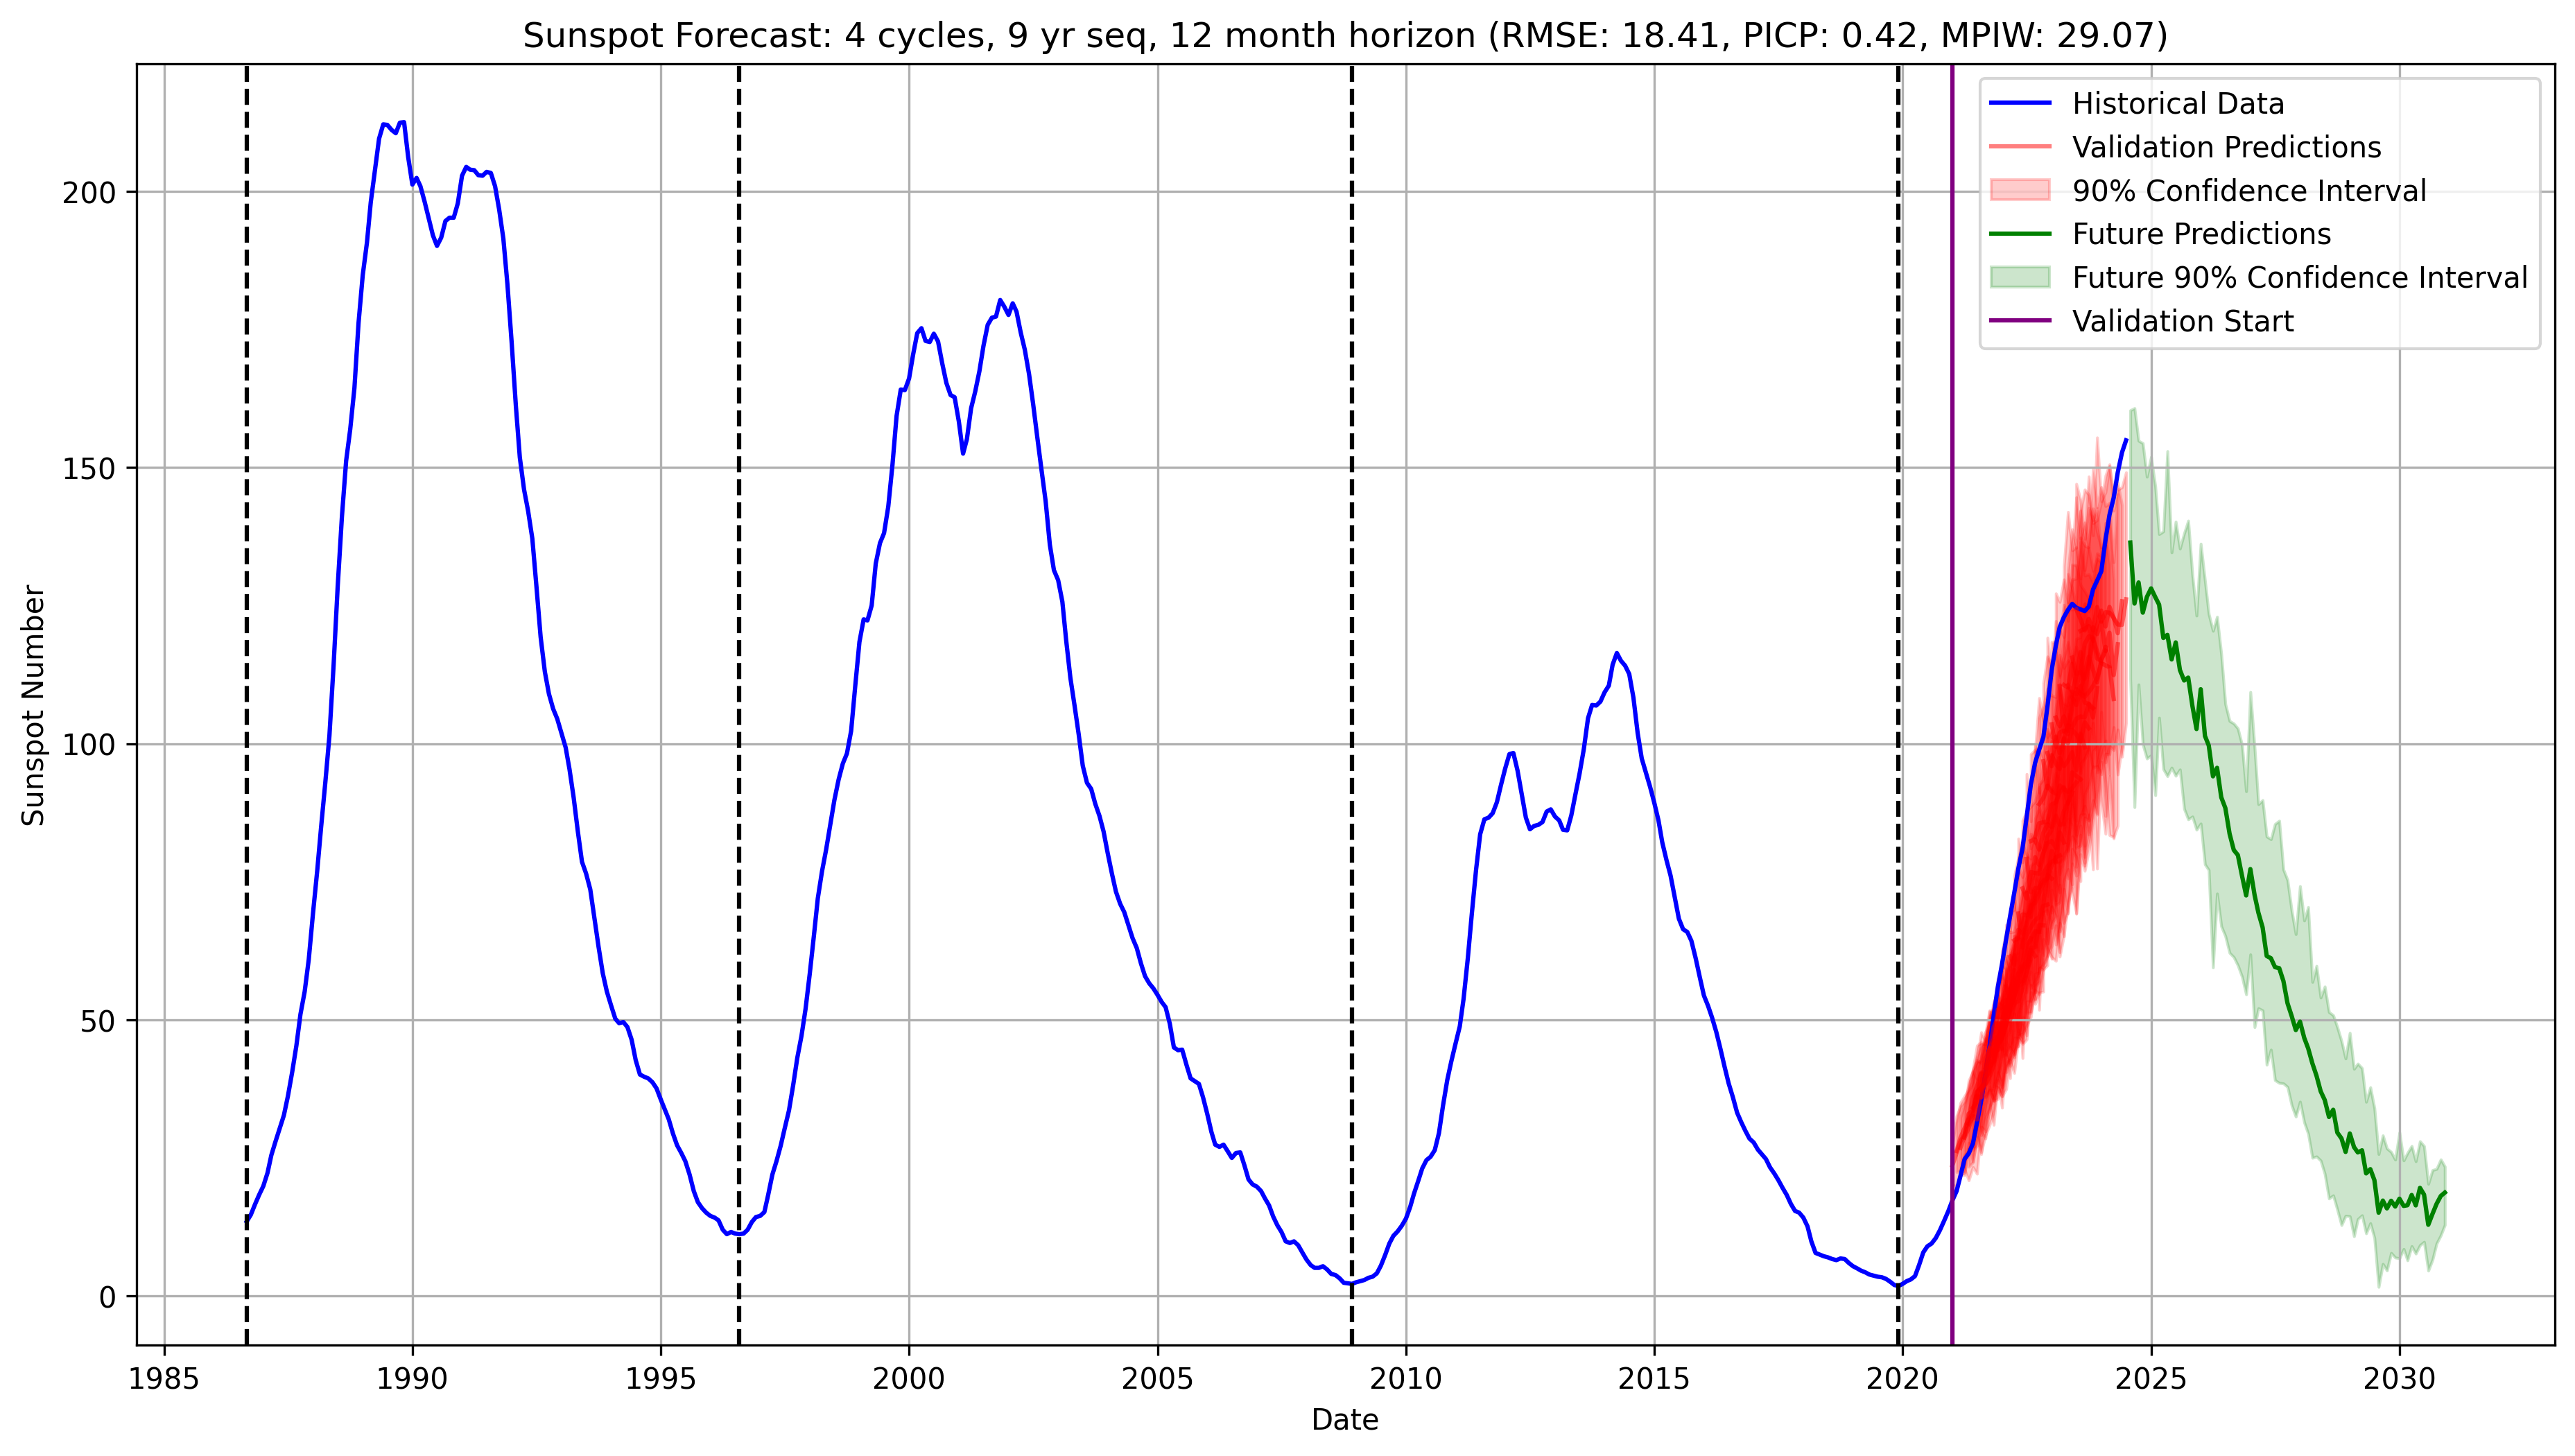 Sunspot Forecast: 4 cycles, 9 yr seq, 12 month horizon (RMSE: 18.41, PICP: 0.42, MPIW: 29.07)
Historical Data
Validation Predictions
90% Confidence Interval
Future Predictions
Future 90% Confidence Interval
Validation Start
Sunspot Number
200
150
100
50
0
1985 1990 1995 2000 2005 2010 2015 2020 2025 2030
Date